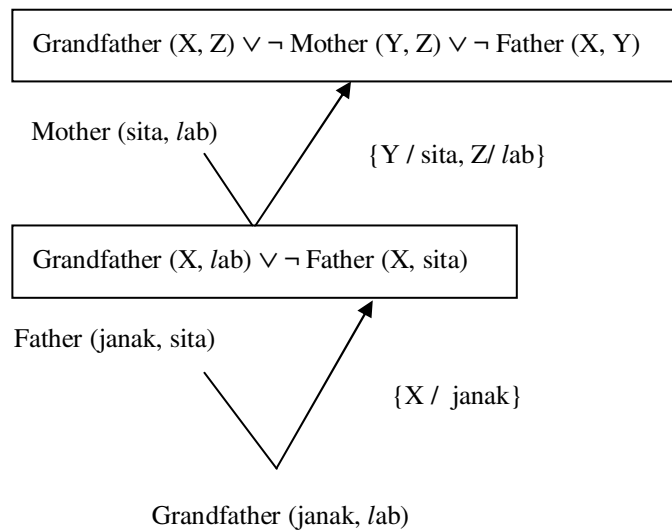 Grandfather (X, Z) ∨ ¬ Mother (Y, Z) ∨ ¬ Father (X, Y)
Mother (sita, lab)
{Y / sita, Z/ lab}
Grandfather (X, lab) ∨ ¬ Father (X, sita)
Father (janak, sita)
{X / janak}
Grandfather (janak, lab)